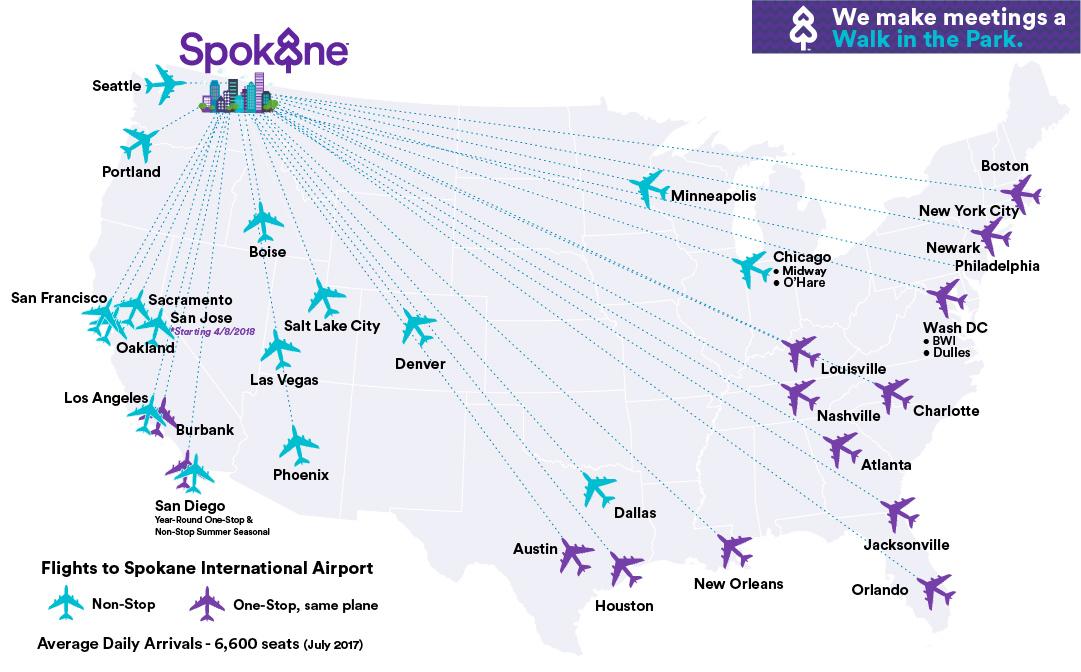 We make meetings a
Walk in the Park.
Spokane
Seattle
Portland
Boise
Minneapolis
Boston
New York City
Newark
Philadelphia
Chicago
• Midway
• O'Hare
Wash DC
• BWI
• Dulles
San Francisco
Sacramento
San Jose
*Starting 4/8/2018
Oakland
Salt Lake City
Denver
Las Vegas
Louisville
Nashville
Charlotte
Los Angeles
Burbank
Atlanta
Phoenix
San Diego
Year-Round One-Stop &
Non-Stop Summer Seasonal
Dallas
Austin
Houston
New Orleans
Jacksonville
Orlando
Flights to Spokane International Airport
Non-Stop
One-Stop, same plane
Average Daily Arrivals - 6,600 seats (July 2017)